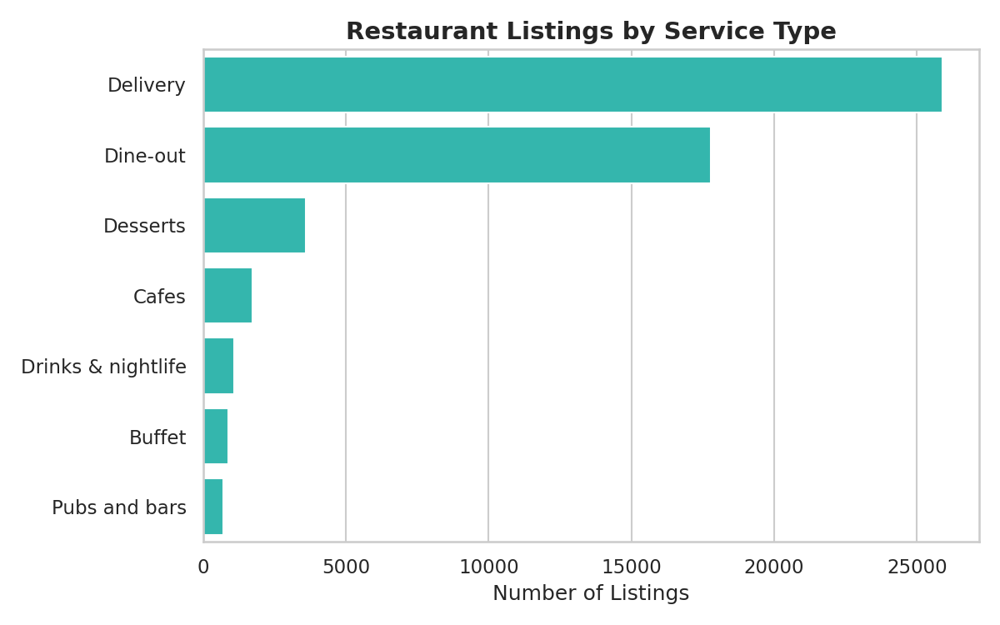 Restaurant Listings by Service Type
Delivery
Dine-out
Desserts
Cafes
Drinks & nightlife
Buffet
Pubs and bars
0 5000 10000 15000 20000 25000
Number of Listings